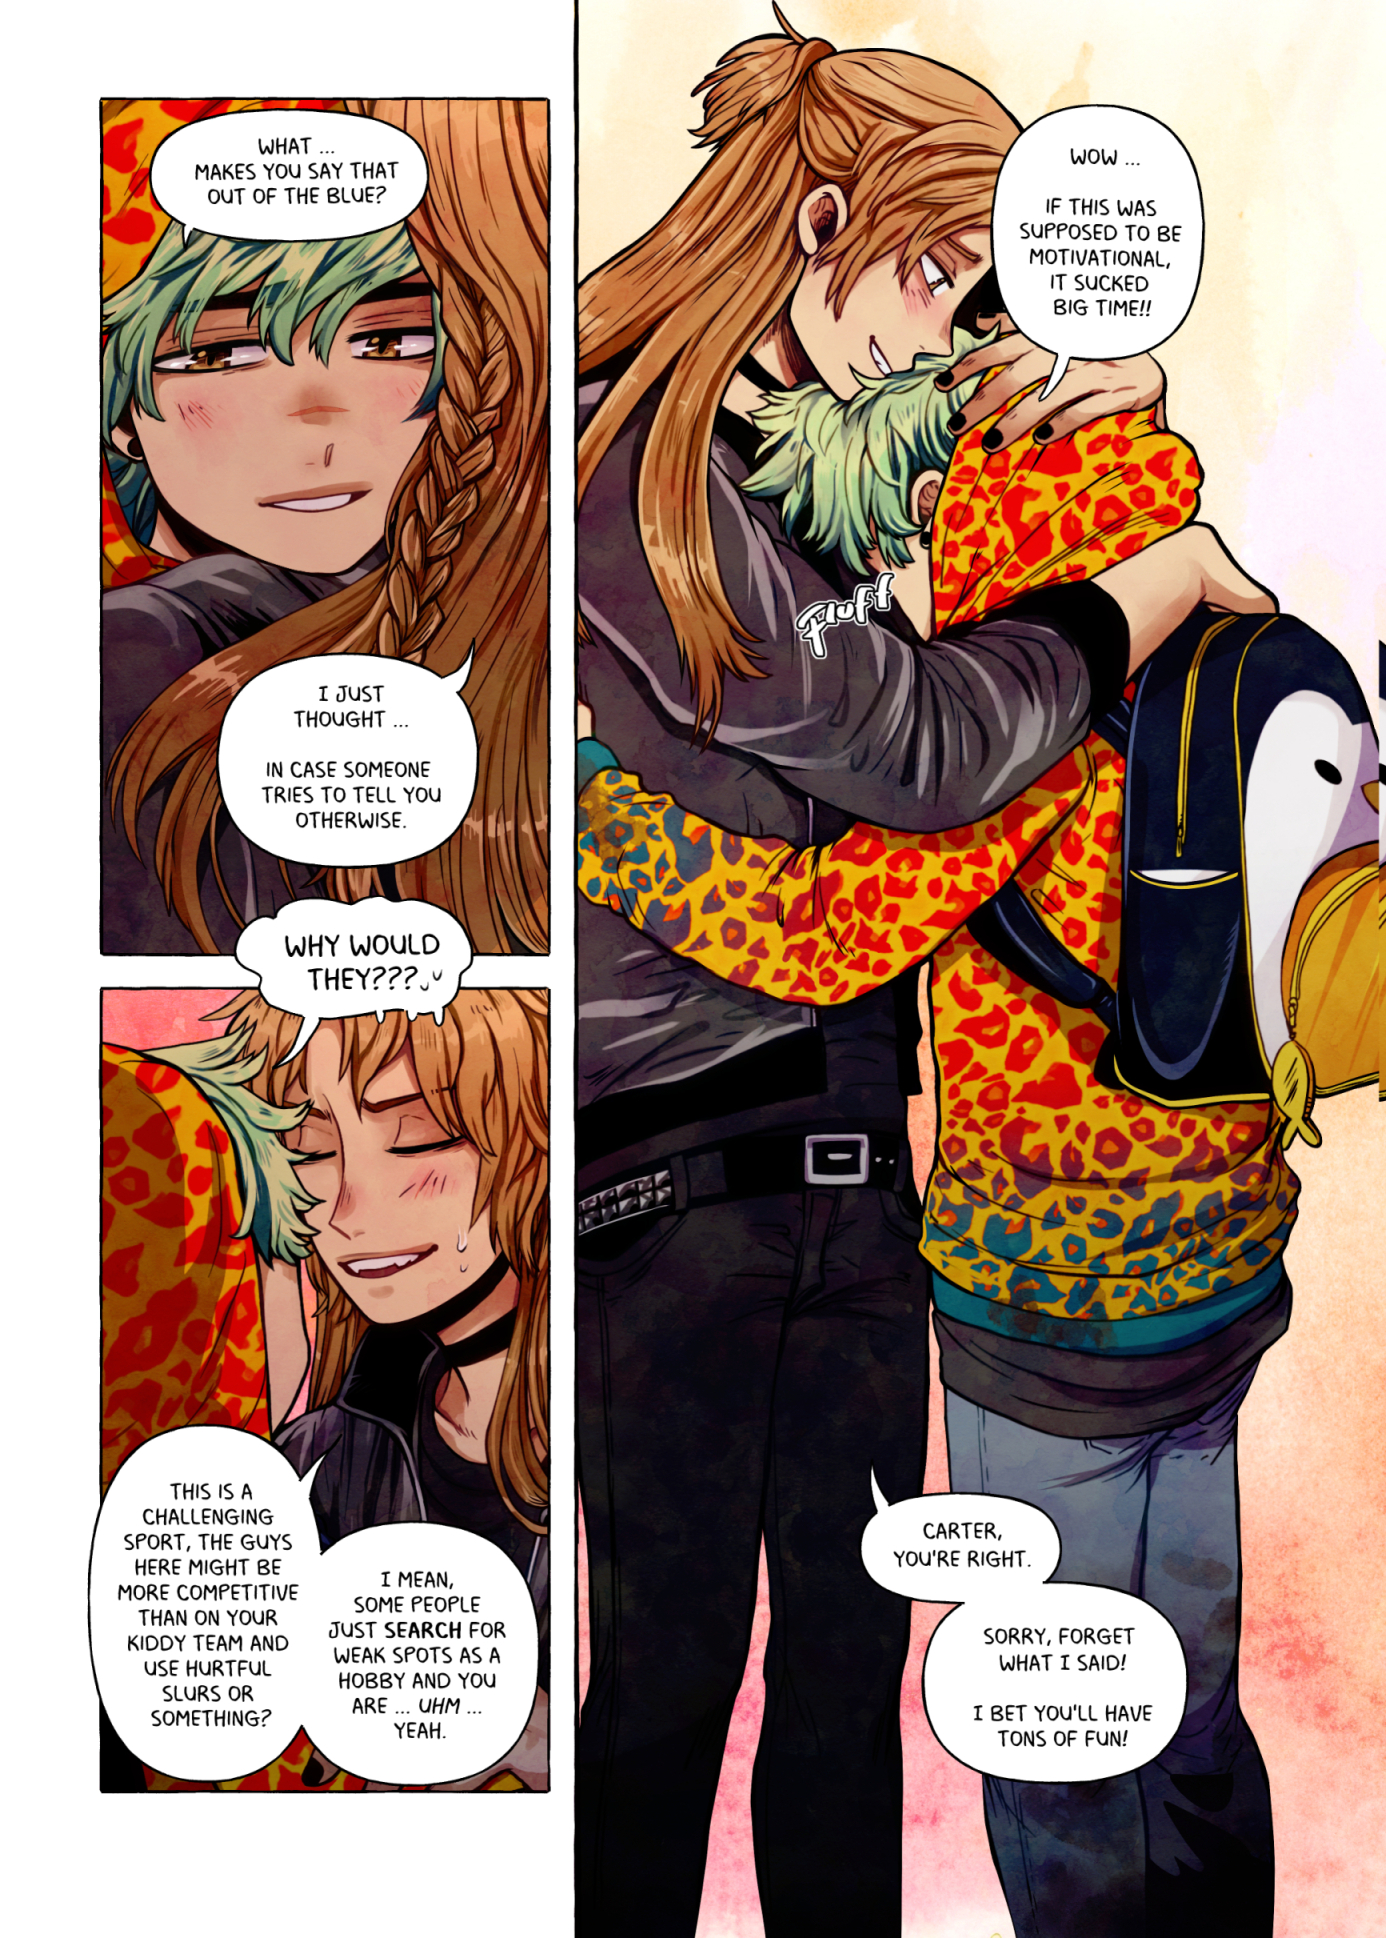 WHAT ...
MAKES YOU SAY THAT
OUT OF THE BLUE?
I JUST
THOUGHT ...
IN CASE SOMEONE
TRIES TO TELL YOU
OTHERWISE.
WHY WOULD
THEY???
THIS IS A
CHALLENGING
SPORT, THE GUYS
HERE MIGHT BE
MORE COMPETITIVE
THAN ON YOUR
KIDDY TEAM AND
USE HURTFUL
SLURS OR
SOMETHING?
I MEAN,
SOME PEOPLE
JUST SEARCH FOR
WEAK SPOTS AS A
HOBBY AND YOU
ARE ... UHM ...
YEAH.
WOW ...
IF THIS WAS
SUPPOSED TO BE
MOTIVATIONAL,
IT SUCKED
BIG TIME!!
Fluff
CARTER,
YOU'RE RIGHT.
SORRY, FORGET
WHAT I SAID!
I BET YOU'LL HAVE
TONS OF FUN!